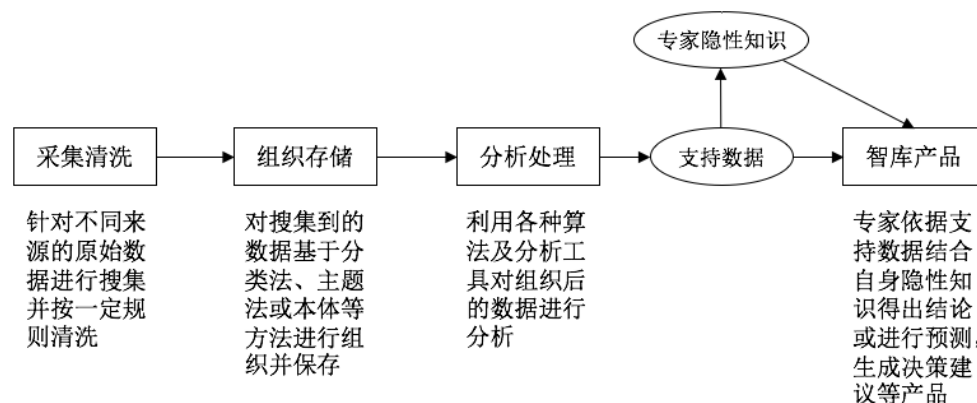 专家隐性知识
采集清洗
组织存储
分析处理
支持数据
智库产品
针对不同来
源的原始数
据进行搜集
并按一定规
则清洗
对搜集到的
数据基于分
类法、主题
法或本体等
方法进行组
织并保存
利用各种算
法及分析工
具对组织后
的数据进行
分析
专家依据支
持数据结合
自身隐性知
识得出结论
或进行预测，
生成决策建
议等产品